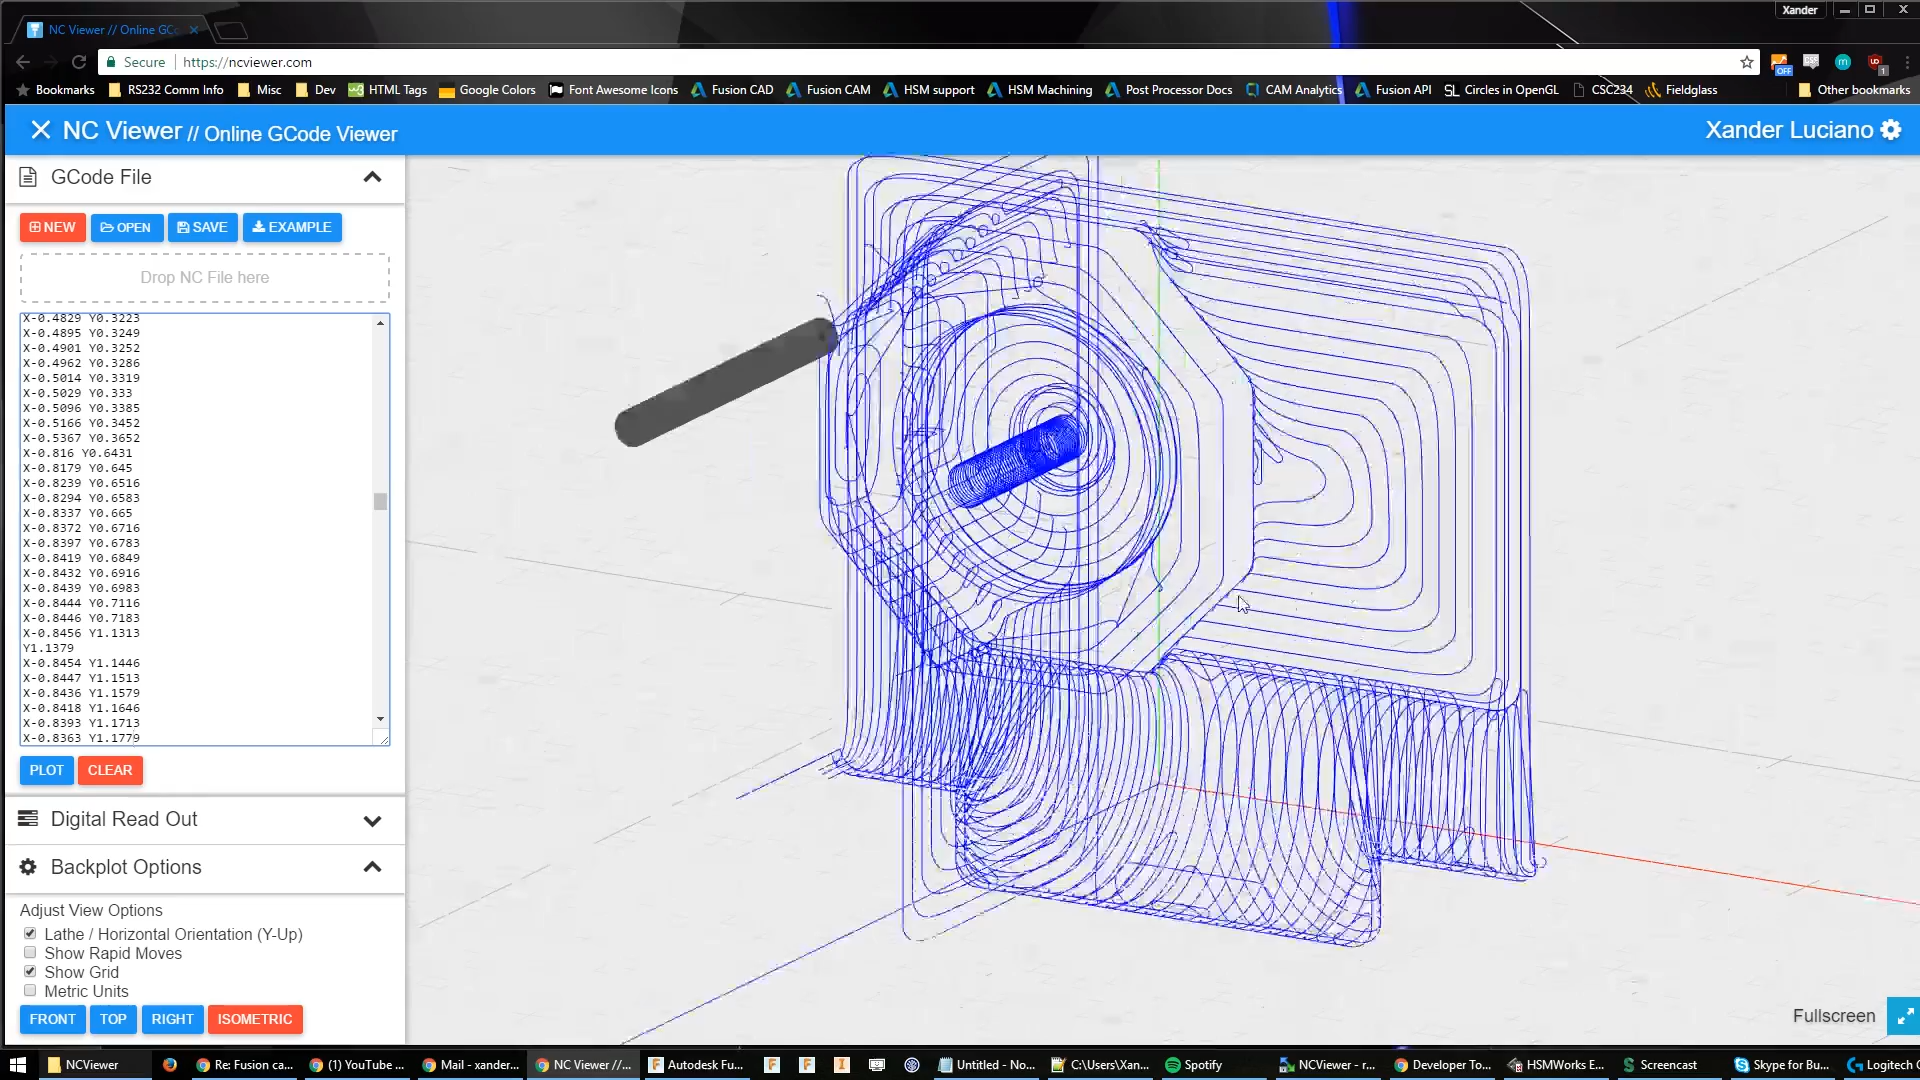 Xander
NC Viewer // Online GC
Secure
https://ncviewer.com
OFF
m
1
Bookmarks
RS232 Comm Info
Misc
Dev
HTML Tags
Google Colors
Font Awesome Icons
Fusion CAD
Fusion CAM
HSM support
HSM Machining
Post Processor Docs
CAM Analytics
Fusion API
SL Circles in OpenGL
CSC234
Fieldglass
Other bookmarks
NC Viewer // Online GCode Viewer
Xander Luciano
GCode File
NEW
OPEN
SAVE
EXAMPLE
Drop NC File here
X-0.4829 Y0.3223
X-0.4895 Y0.3249
X-0.4901 Y0.3252
X-0.4962 Y0.3286
X-0.5014 Y0.3319
X-0.5029 Y0.333
X-0.5096 Y0.3385
X-0.5166 Y0.3452
X-0.5367 Y0.3652
X-0.816 Y0.6431
X-0.8179 Y0.645
X-0.8239 Y0.6516
X-0.8294 Y0.6583
X-0.8337 Y0.665
X-0.8372 Y0.6716
X-0.8397 Y0.6783
X-0.8419 Y0.6849
X-0.8432 Y0.6916
X-0.8439 Y0.6983
X-0.8444 Y0.7116
X-0.8446 Y0.7183
X-0.8456 Y1.1313
Y1.1379
X-0.8454 Y1.1446
X-0.8447 Y1.1513
X-0.8436 Y1.1579
X-0.8418 Y1.1646
X-0.8393 Y1.1713
X-0.8363 Y1.1779
PLOT
CLEAR
Digital Read Out
Backplot Options
Adjust View Options
Lathe / Horizontal Orientation (Y-Up)
Show Rapid Moves
Show Grid
Metric Units
FRONT
TOP
RIGHT
ISOMETRIC
Fullscreen
NCViewer
Re: Fusion ca...
(1) YouTube ...
Mail - xander...
NC Viewer //...
Autodesk Fu...
Untitled - No...
C:\Users\Xan...
Spotify
NCViewer - r...
Developer To...
HSMWorks E...
Screencast
Skype for Bu...
Logitech